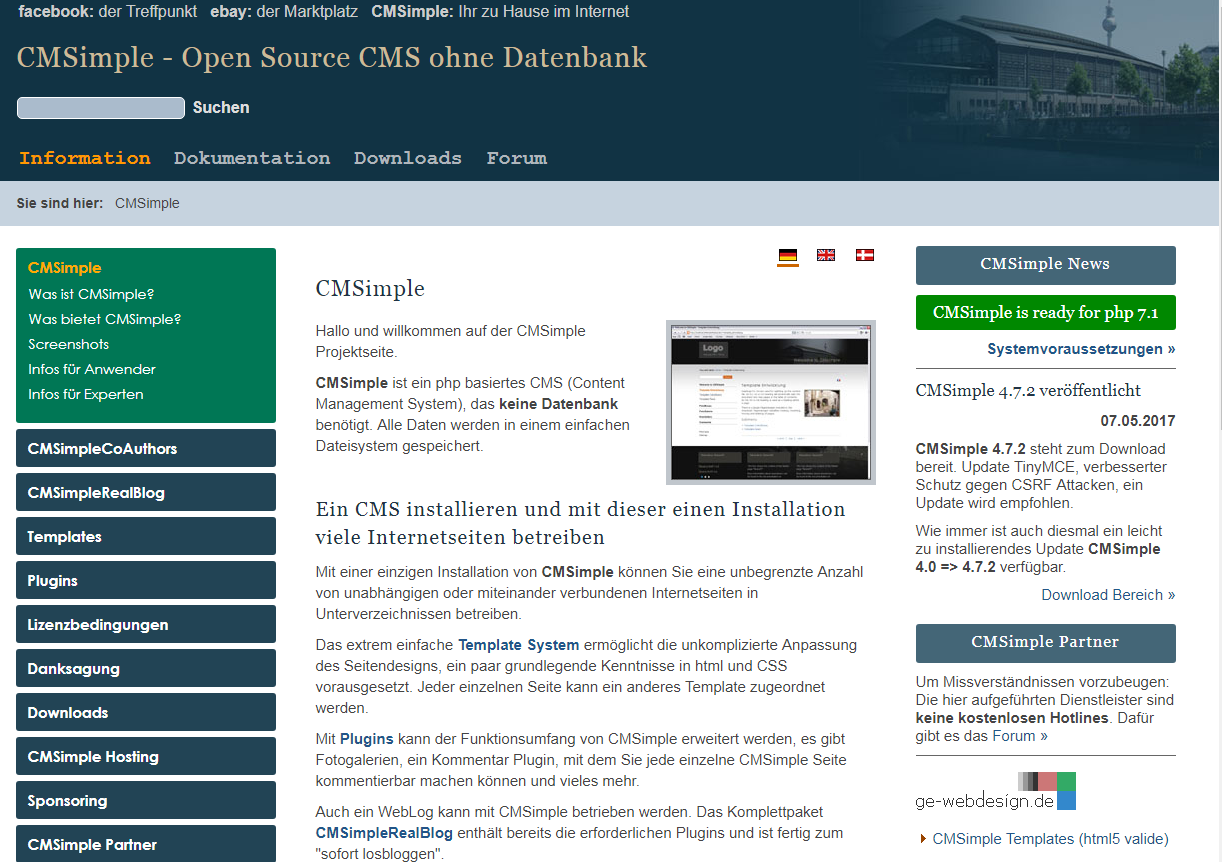 facebook: der Treffpunkt ebay: der Marktplatz CMSimple: Ihr zu Hause im Internet
CMSimple - Open Source CMS ohne Datenbank
Suchen
Information Dokumentation Downloads Forum
Sie sind hier: CMSimple
CMSimple
Was ist CMSimple?
Was bietet CMSimple?
Screenshots
Infos für Anwender
Infos für Experten
CMSimpleCoAuthors
CMSimpleRealBlog
Templates
Plugins
Lizenzbedingungen
Danksagung
Downloads
CMSimple Hosting
Sponsoring
CMSimple Partner
CMSimple
Hallo und willkommen auf der CMSimple
Projektseite.
CMSimple ist ein php basiertes CMS (Content
Management System), das keine Datenbank
benötigt. Alle Daten werden in einem einfachen
Dateisystem gespeichert.
Logo
Ein CMS installieren und mit dieser einen Installation
viele Internetseiten betreiben
Mit einer einzigen Installation von CMSimple können Sie eine unbegrenzte Anzahl
von unabhängigen oder miteinander verbundenen Internetseiten in
Unterverzeichnissen betreiben.
Das extrem einfache Template System ermöglicht die unkomplizierte Anpassung
des Seitendesigns, ein paar grundlegende Kenntnisse in html und CSS
vorausgesetzt. Jeder einzelnen Seite kann ein anderes Template zugeordnet
werden.
Mit Plugins kann der Funktionsumfang von CMSimple erweitert werden, es gibt
Fotogalerien, ein Kommentar Plugin, mit dem Sie jede einzelne CMSimple Seite
kommentierbar machen können und vieles mehr.
Auch ein WebLog kann mit CMSimple betrieben werden. Das Komplettpaket
CMSimpleRealBlog enthält bereits die erforderlichen Plugins und ist fertig zum
"sofort losbloggen".
CMSimple News
CMSimple is ready for php 7.1
Systemvoraussetzungen »
CMSimple 4.7.2 veröffentlicht
07.05.2017
CMSimple 4.7.2 steht zum Download
bereit. Update TinyMCE, verbesserter
Schutz gegen CSRF Attacken, ein
Update wird empfohlen.
Wie immer ist auch diesmal ein leicht
zu installierendes Update CMSimple
4.0 => 4.7.2 verfügbar.
Download Bereich »
CMSimple Partner
Um Missverständnissen vorzubeugen:
Die hier aufgeführten Dienstleister sind
keine kostenlosen Hotlines. Dafür
gibt es das Forum »
ge-webdesign.de
CMSimple Templates (html5 valide)